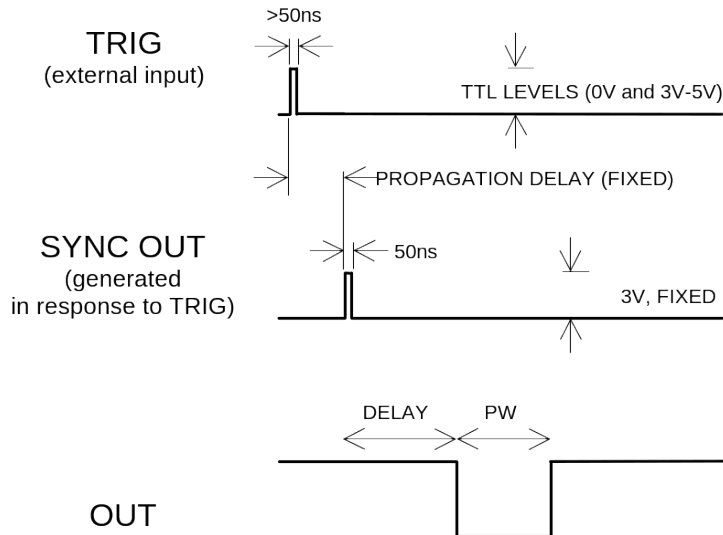 >50ns
TRIG
(external input)
TTL LEVELS (0V and 3V-5V)
PROPAGATION DELAY (FIXED)
SYNC OUT
(generated
in response to TRIG)
50ns
3V, FIXED
DELAY
PW
OUT